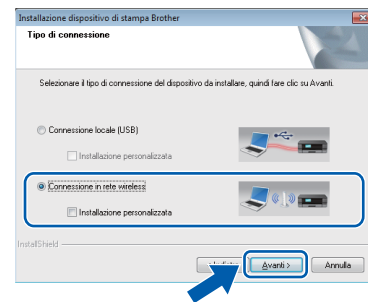 Installazione dispositivo di stampa Brother
Tipo di connessione
Selezionare il tipo di connessione del dispositivo da installare, quindi fare clic su Avanti.
Connessione locale (USB)
Installazione personalizzata
Connessione in rete wireless
Installazione personalizzata
InstallShield
Avanti > Annulla